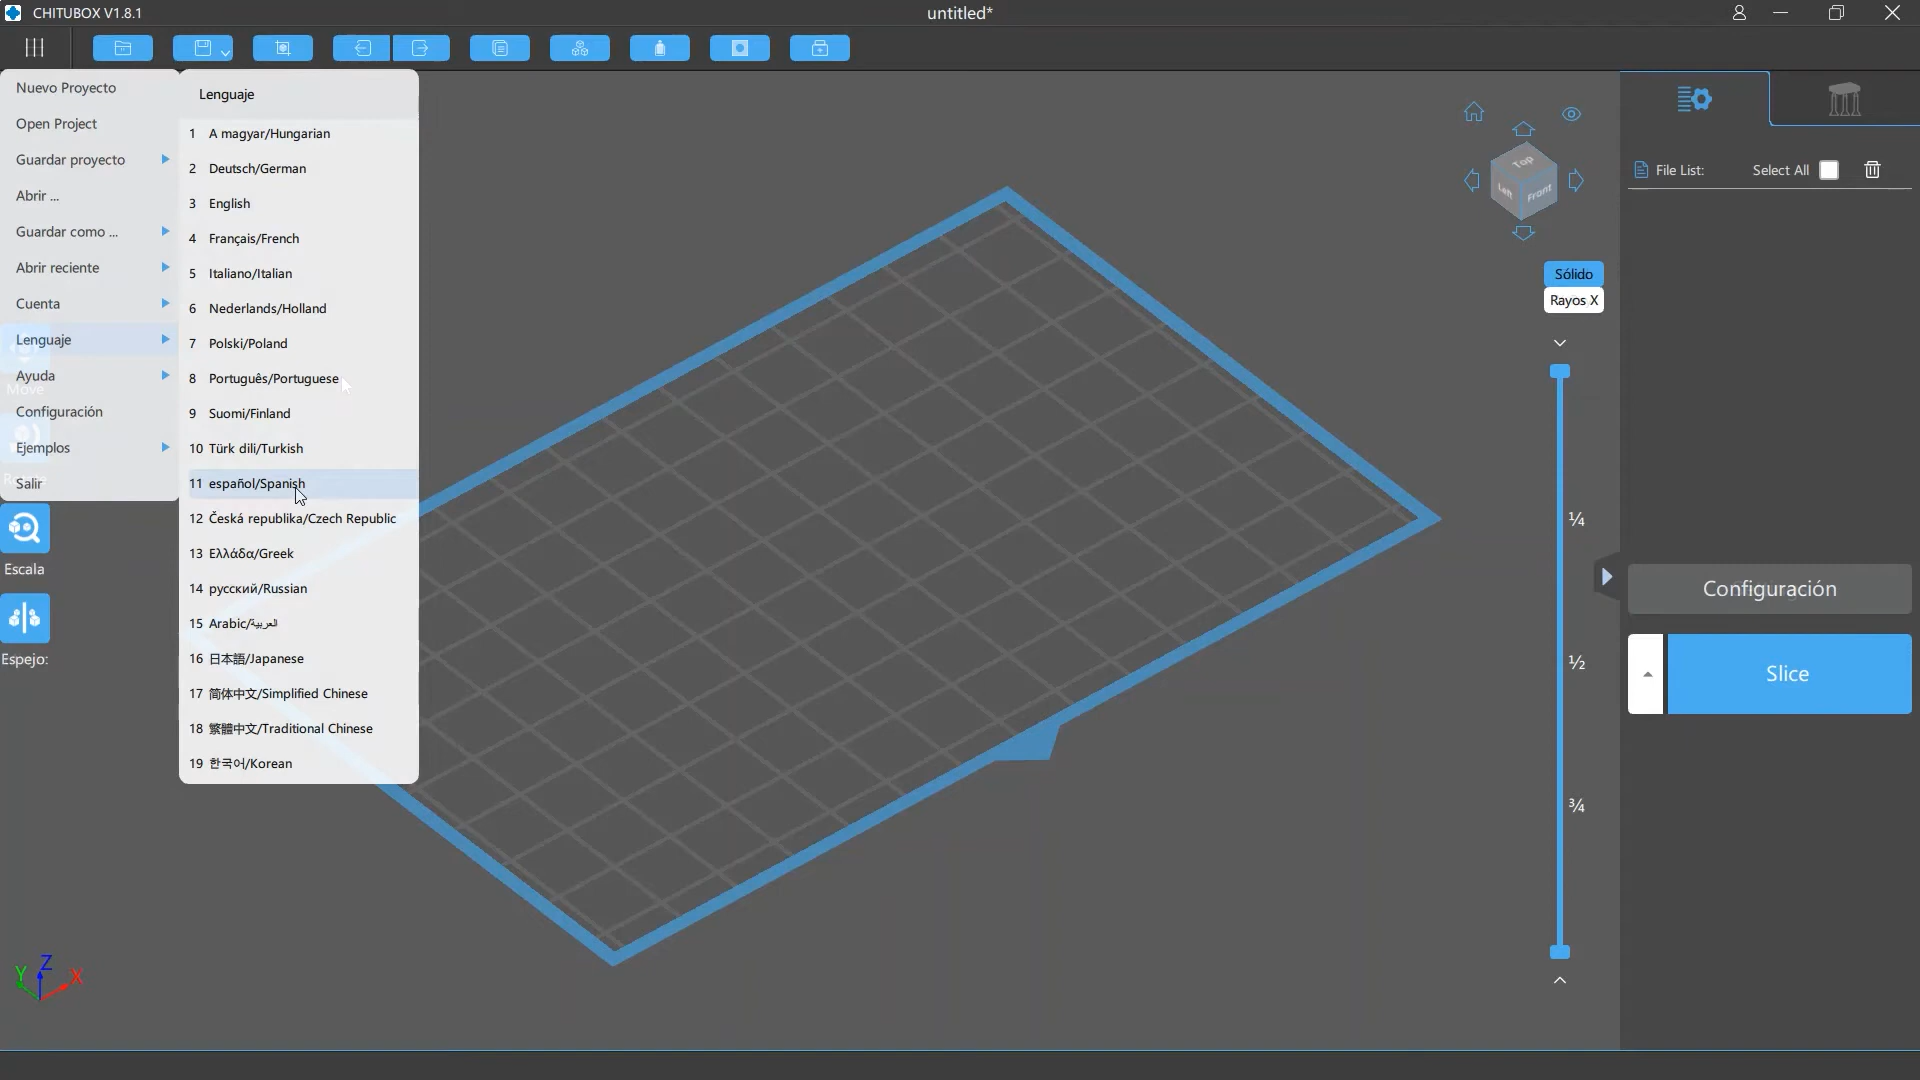 CHITUBOX V1.8.1
untitled*
Nuevo Proyecto
Open Project
Guardar proyecto
Abrir ...
Guardar como ...
Abrir reciente
Cuenta
Lenguaje
Ayuda
Move
Configuración
Ejemplos
Salir
Escala
Espejo:
Lenguaje
1 A magyar/Hungarian
2 Deutsch/German
3 English
4 Français/French
5 Italiano/Italian
6 Nederlands/Holland
7 Polski/Poland
8 Português/Portuguese
9 Suomi/Finland
10 Türk dili/Turkish
11 español/Spanish
12 Česká republika/Czech Republic
13 Ελλάδα/Greek
14 русский/Russian
15 Arabic/العربية
16 日本語/Japanese
17 简体中文/Simplified Chinese
18 繁體中文/Traditional Chinese
19 한국어/Korean
Top
Left Front
Sólido
Rayos X
¼
½
¾
File List: Select All
Configuración
Slice
Z
Y X